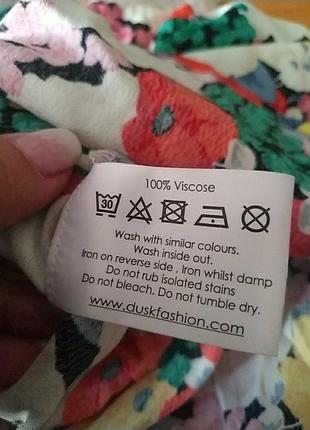 100% Viscose
30
Wash with similar colours.
Wash inside out.
Iron on reverse side , Iron whilst damp
Do not rub isolated stains
Do not bleach. Do not tumble dry.
www.duskfashion.com